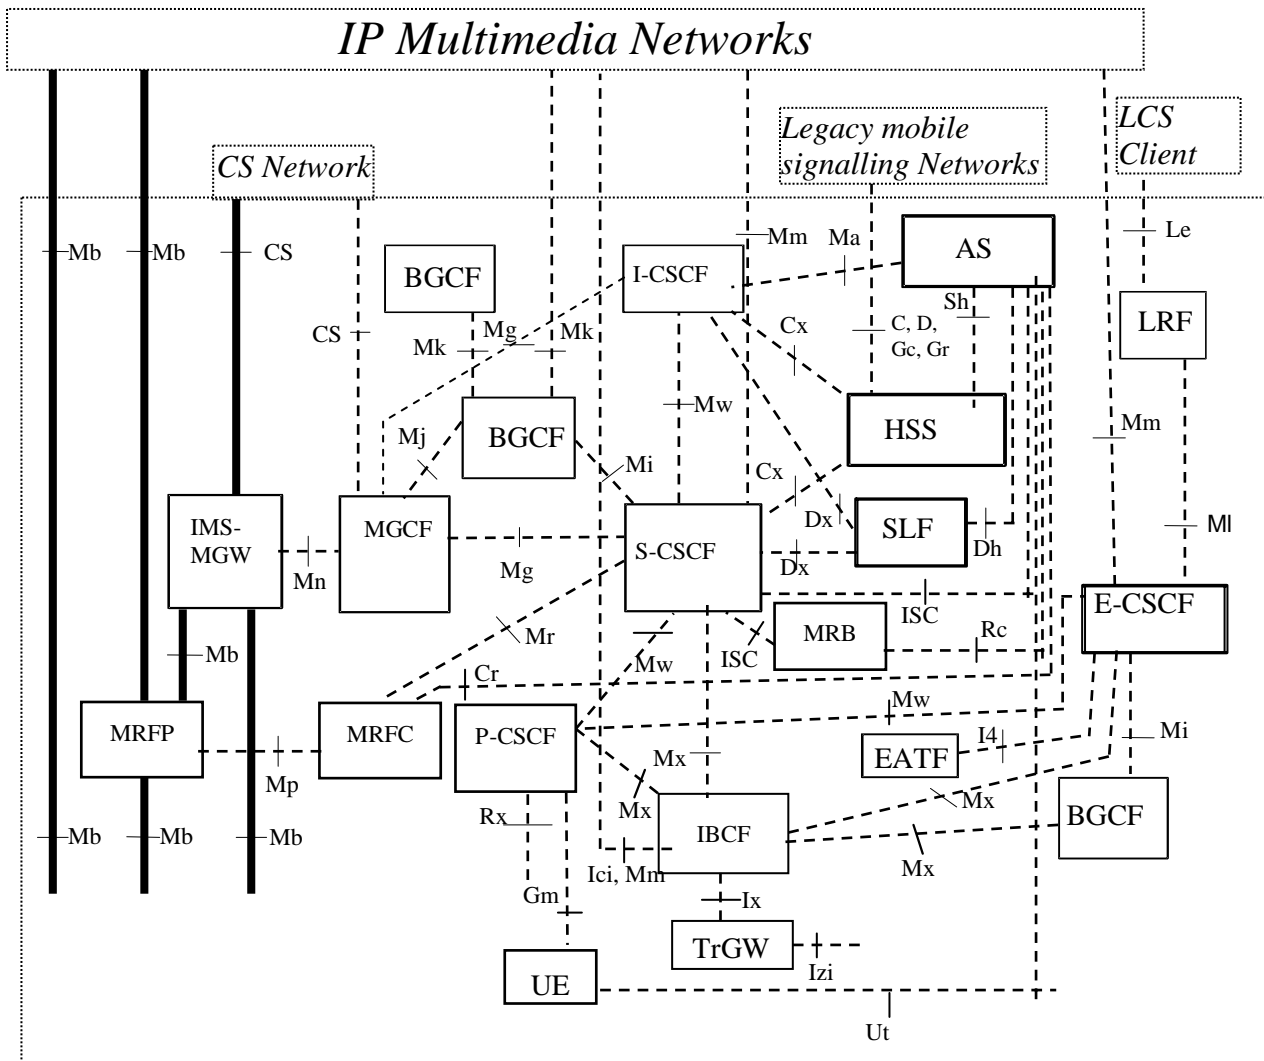 IP Multimedia Networks
Legacy mobile
signalling Networks
LCS
Client
CS Network
Mb
Mb
CS
Mm
Ma
AS
Le
BGCF
I-CSCF
Sh
LRF
CS
Mk
Mg
Mk
Cx
C, D,
Gc, Gr
Mw
HSS
Mm
Mj
BGCF
Mi
Cx
IMS-
MGW
MGCF
S-CSCF
Dx
SLF
Dh
Ml
Mn
Mg
Dx
E-CSCF
ISC
Mr
Mw
ISC
MRB
Rc
Mb
Cr
Mw
MRFP
MRFC
P-CSCF
I4
Mi
EATF
Mp
Mx
Mx
Mx
BGCF
Mb
Mb
Mb
Rx
IBCF
Mx
Ici, Mm
Gm
Ix
TrGW
Izi
UE
Ut